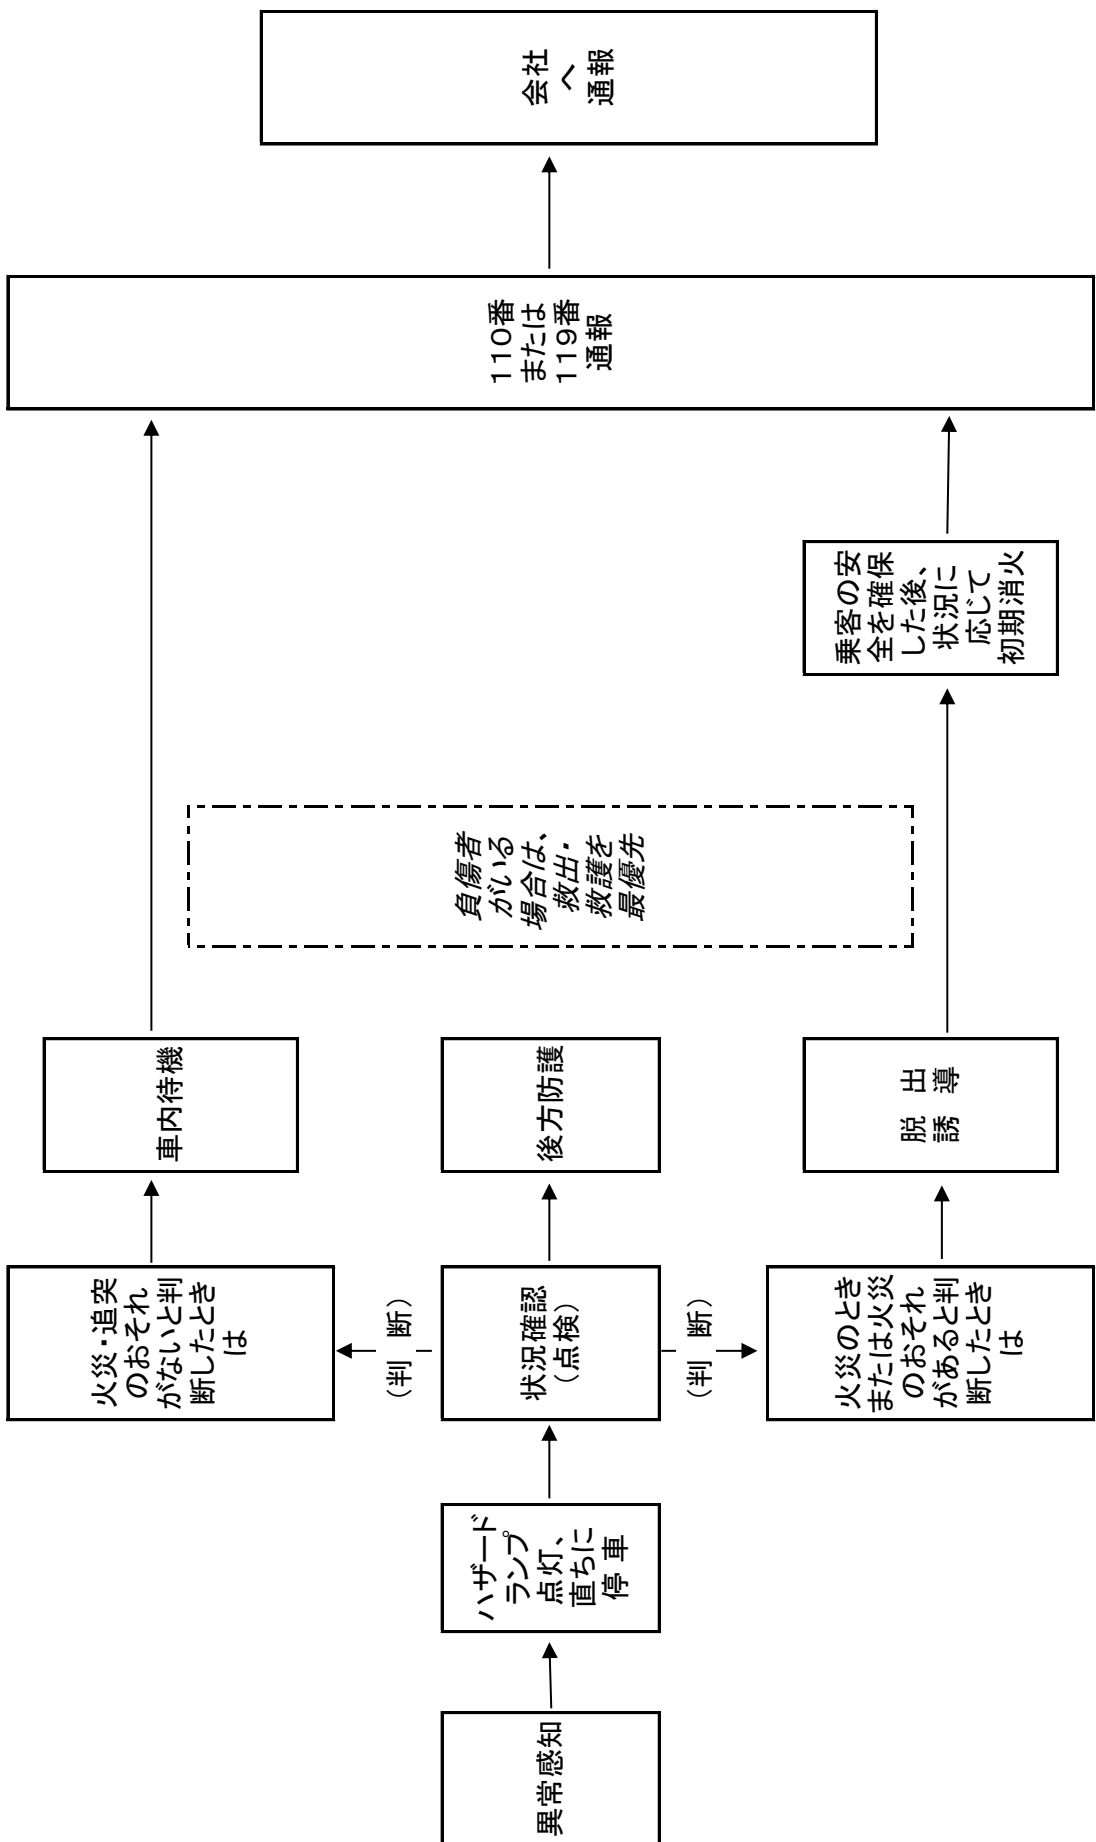 異常感知
ハザード
ランプ
点灯、
直ちに
停 車
状況確認
（点検）
（判 断）
（判 断）
火災・追突
のおそれ
がないと判
断したとき
は
後方防護
火災のとき
または火災
のおそれ
があると判
断したとき
は
車内待機
脱 出
誘 導
負傷者
がいる
場合は、
救出・
救護を
最優先
乗客の安
全を確保
した後、
状況に
応じて
初期消火
110番
または
119番
通報
会社
へ
通報